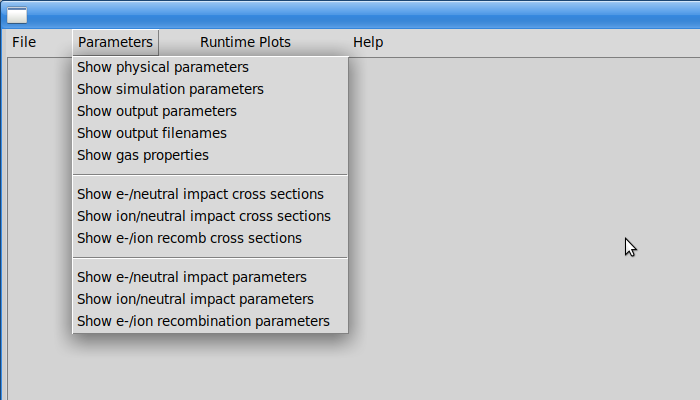 File Parameters Runtime Plots Help
Show physical parameters
Show simulation parameters
Show output parameters
Show output filenames
Show gas properties
Show e-/neutral impact cross sections
Show ion/neutral impact cross sections
Show e-/ion recomb cross sections
Show e-/neutral impact parameters
Show ion/neutral impact parameters
Show e-/ion recombination parameters